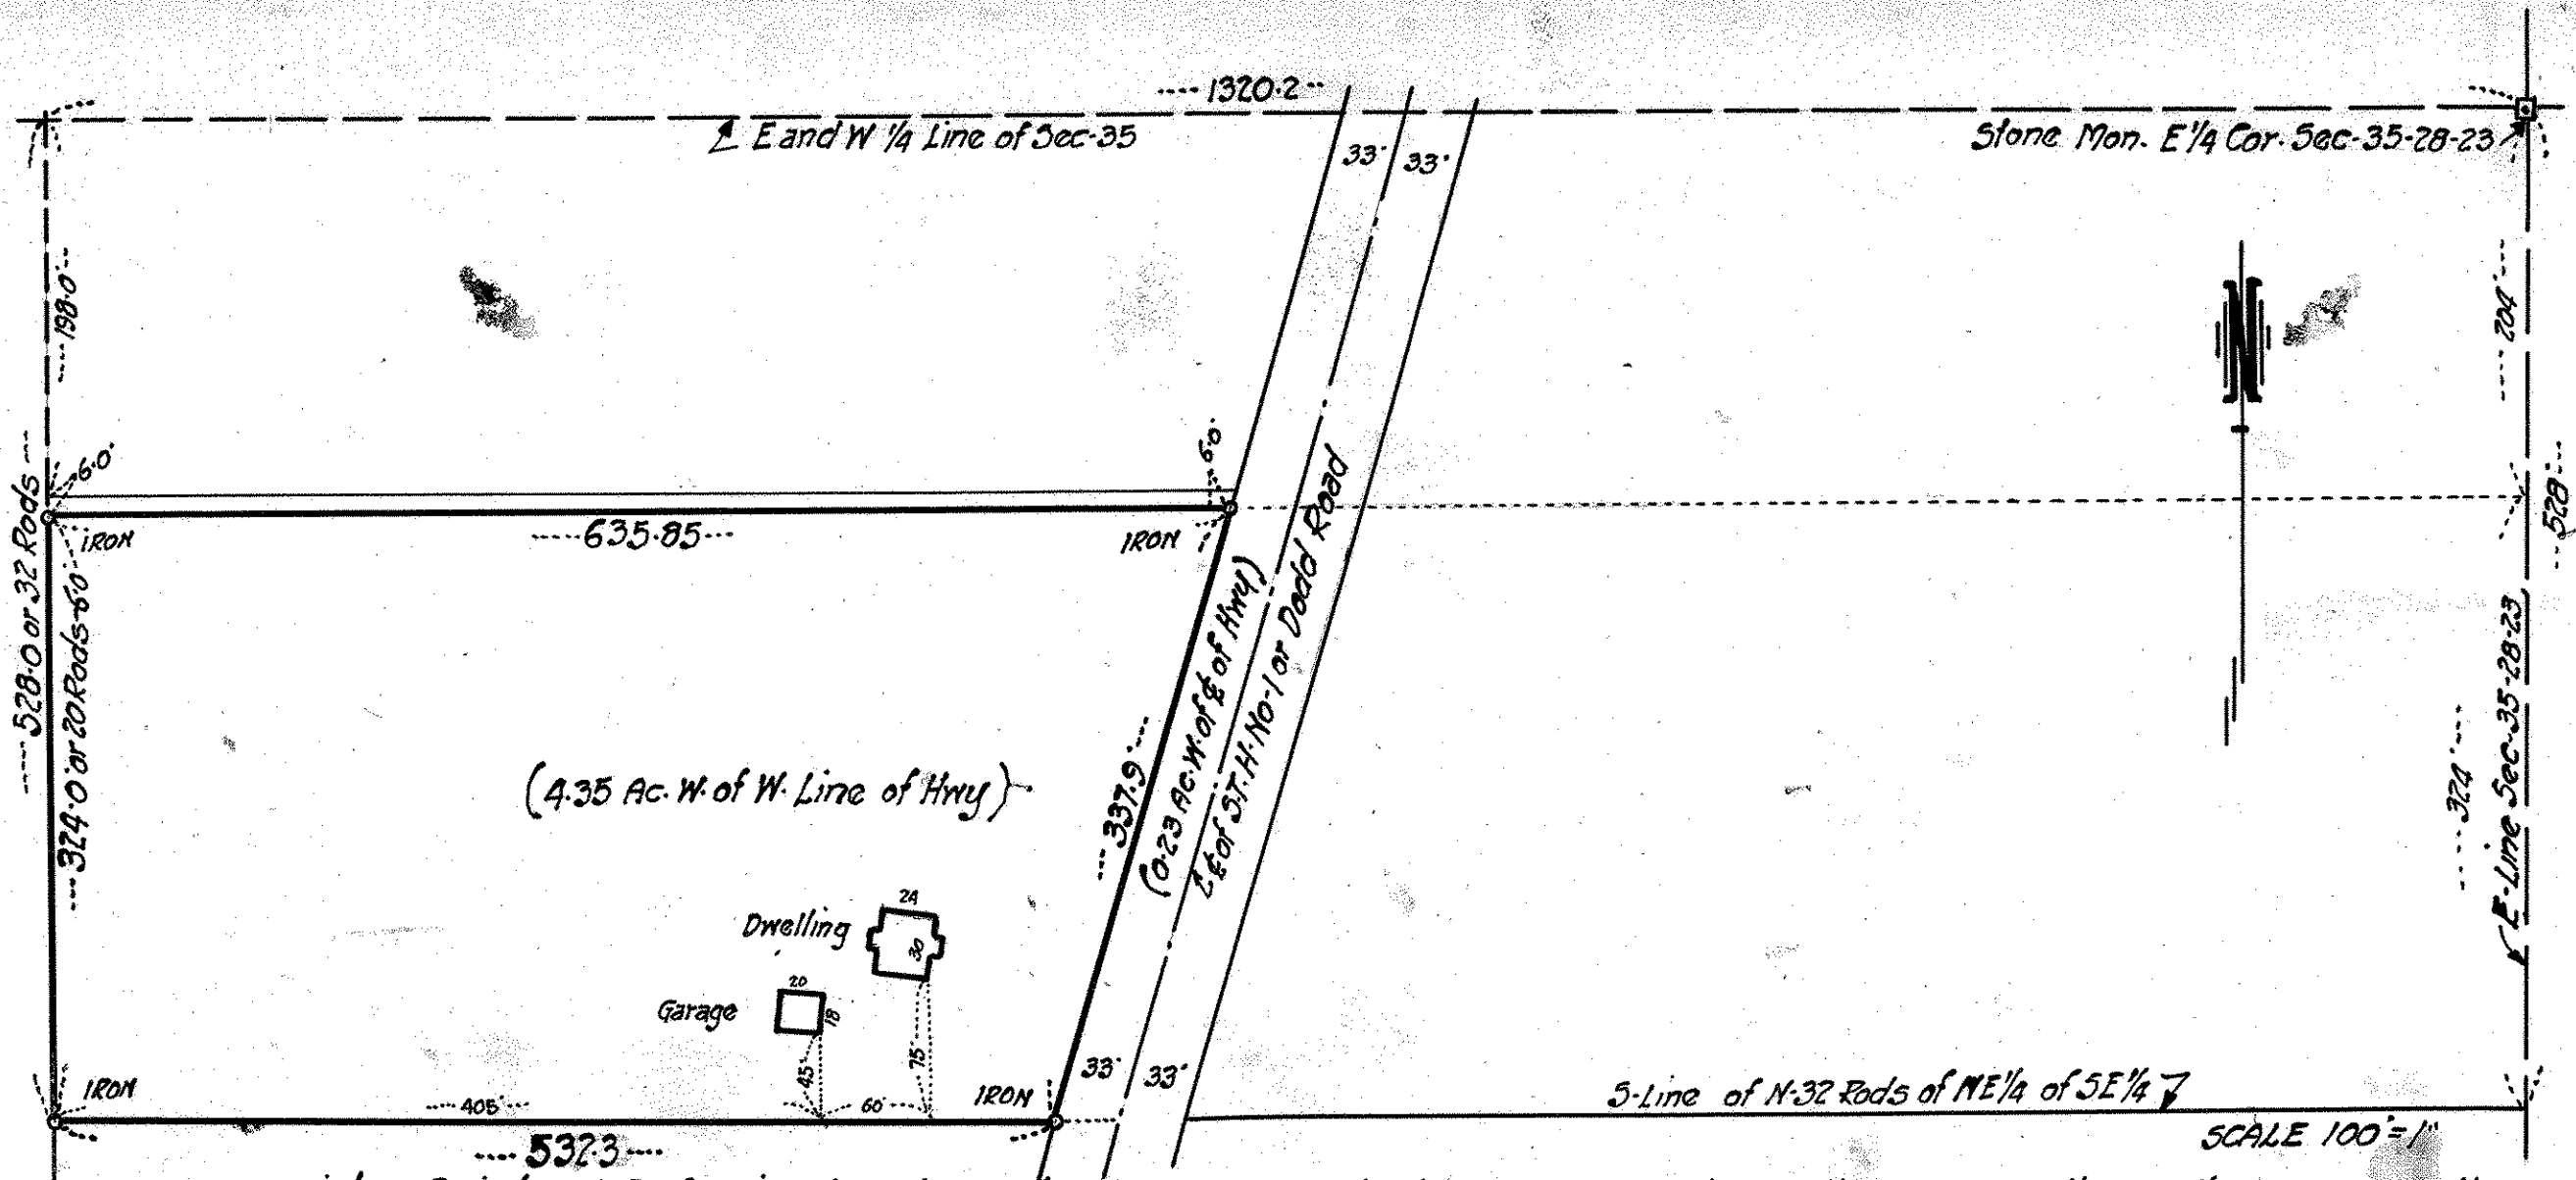 1320.2
E and W 1/4 Line of Sec-35
33'
33'
Stone Mon. E 1/4 Cor. Sec-35-28-23
198.0'
204'
6.0'
6.0'
528.0 or 32 Rods
IRON
635.85
IRON
528'
324.0' or 20 Rods-6.0'
(0.23 Ac. W. of ℄ of Hwy)
℄ of S.T.H. No-1 or Dodd Road
337.9'
(4.35 Ac. W. of W. Line of Hwy)
324'
E-Line Sec-35-28-23
Dwelling
24
30
Garage
20
18
45
75
33'
33'
IRON
405'
60'
IRON
532.3
S-Line of N-32 Rods of NE 1/4 of SE 1/4
SCALE 100'=1"